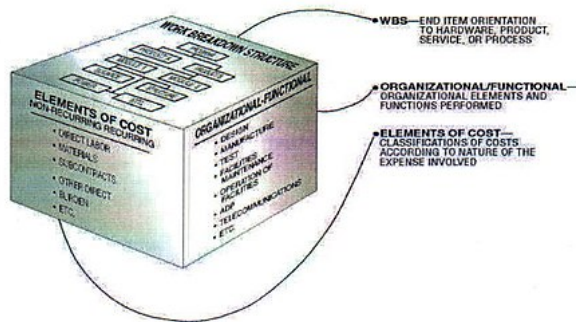 WORK BREAKDOWN STRUCTURE
ELEMENTS OF COST
NON-RECURRING RECURRING
• DIRECT LABOR
• MATERIALS
• SUBCONTRACTS
• OTHER DIRECT
• BURDEN
• ETC.
ORGANIZATIONAL-FUNCTIONAL
• DESIGN
• MANUFACTURE
• TEST
• FACILITIES
MAINTENANCE
• OPERATION OF
FACILITIES
• ADP
• TELECOMMUNICATIONS
• ETC.
WBS—END ITEM ORIENTATION
TO HARDWARE, PRODUCT,
SERVICE, OR PROCESS
ORGANIZATIONAL/FUNCTIONAL—
ORGANIZATIONAL ELEMENTS AND
FUNCTIONS PERFORMED
ELEMENTS OF COST—
CLASSIFICATIONS OF COSTS
ACCORDING TO NATURE OF THE
EXPENSE INVOLVED